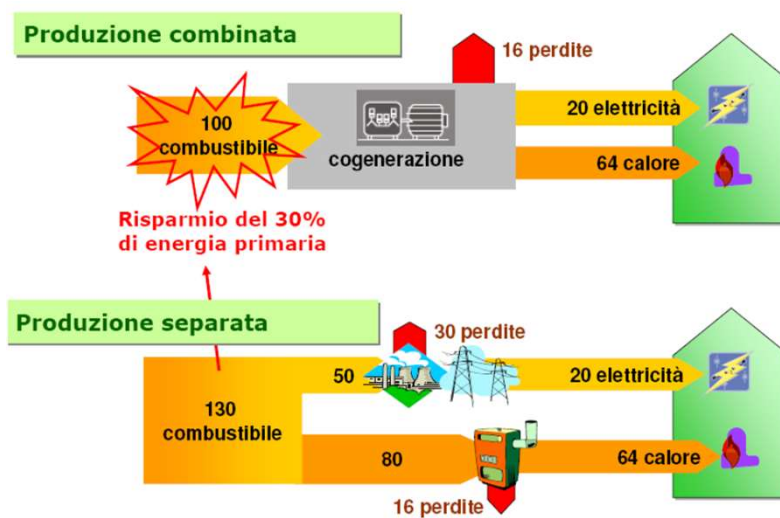 Produzione combinata
16 perdite
100
combustibile
cogenerazione
20 elettricità
64 calore
Risparmio del 30%
di energia primaria
Produzione separata
30 perdite
50
20 elettricità
130
combustibile
80
64 calore
16 perdite